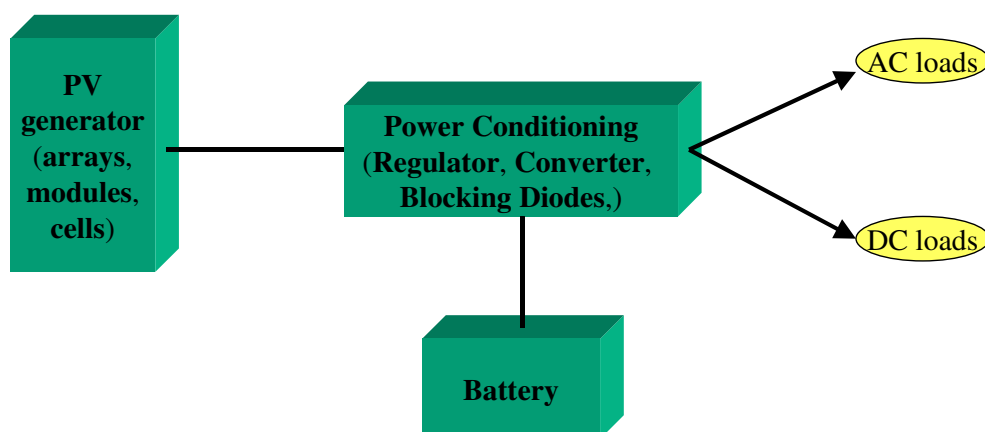 PV
generator
(arrays,
modules,
cells)
Power Conditioning
(Regulator, Converter,
Blocking Diodes,)
AC loads
DC loads
Battery